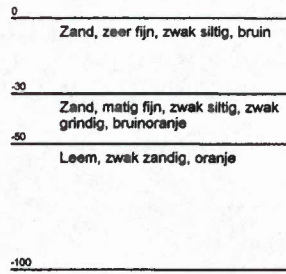 0
Zand, zeer fijn, zwak siltig, bruin
-30
Zand, matig fijn, zwak siltig, zwak
grindig, bruinoranje
-50
Leem, zwak zandig, oranje
-100